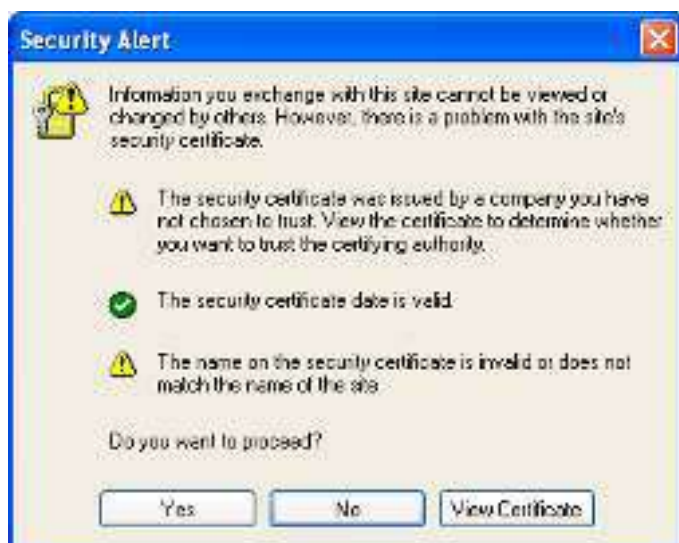 Security Alert
Information you exchange with this site cannot be viewed or
changed by others. However, there is a problem with the site's
security certificate.
The security certificate was issued by a company you have
not chosen to trust. View the certificate to determine whether
you want to trust the certifying authority.
The security certificate date is valid.
The name on the security certificate is invalid or does not
match the name of the site
Do you want to proceed?
Yes
No
View Certificate